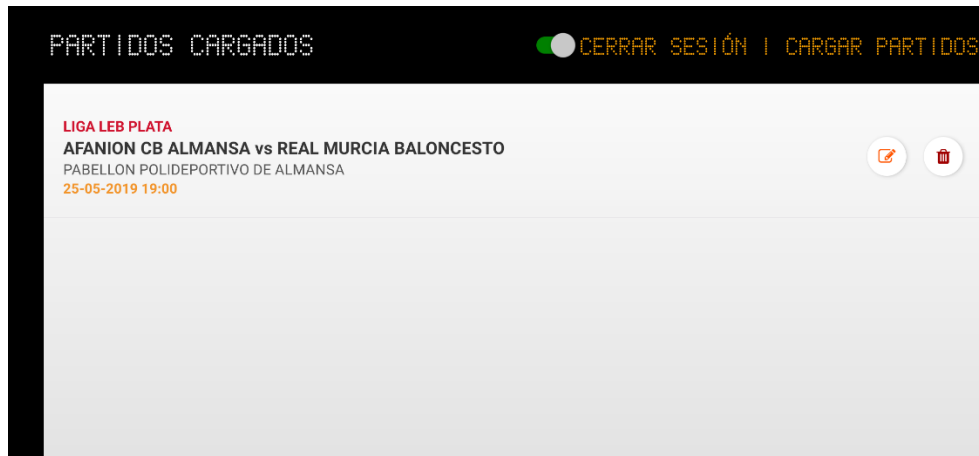 PARTIDOS CARGADOS
CERRAR SESIÓN | CARGAR PARTIDOS
LIGA LEB PLATA
AFANION CB ALMANSA vs REAL MURCIA BALONCESTO
PABELLON POLIDEPORTIVO DE ALMANSA
25-05-2019 19:00